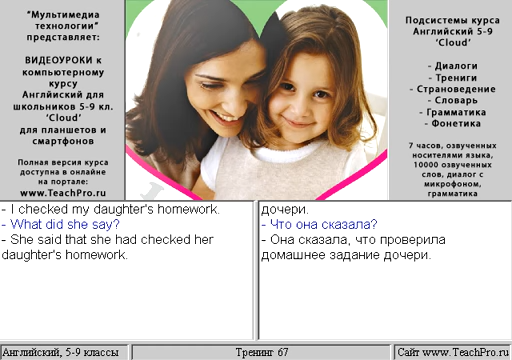 "Мультимедиа
технологии"
представляет:
ВИДЕОУРОКИ к
компьютерному
курсу
Английский для
школьников 5-9 кл.
'Cloud'
для планшетов и
смартфонов
Полная версия курса
доступна в онлайне
на портале:
www.TeachPro.ru
Подсистемы курса
Английский 5-9
'Cloud'
- Диалоги
- Тренинги
- Страноведение
- Словарь
- Грамматика
- Фонетика
7 часов, озвученных
носителями языка,
10000 озвученных
слов, диалог с
микрофоном,
грамматика
- I checked my daughter's homework.
- What did she say?
- She said that she had checked her
daughter's homework.
дочери.
- Что она сказала?
- Она сказала, что проверила
домашнее задание дочери.
Английский, 5-9 классы
Тренинг 67
Сайт www.TeachPro.ru